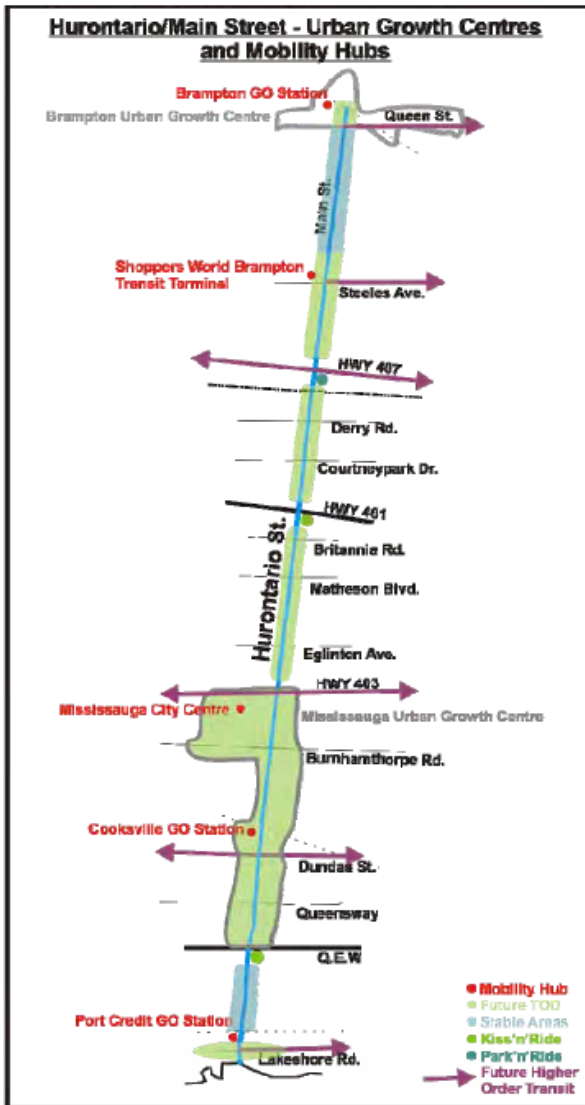 Hurontario/Main Street - Urban Growth Centres
and Mobility Hubs
Brampton GO Station
Brampton Urban Growth Centre
Queen St.
Main St.
Shoppers World Brampton
Transit Terminal
Steeles Ave.
HWY 407
Derry Rd.
Courtneypark Dr.
HWY 401
Hurontario St.
Britannia Rd.
Matheson Blvd.
Eglinton Ave.
HWY 403
Mississauga City Centre
Mississauga Urban Growth Centre
Burnhamthorpe Rd.
Cooksville GO Station
Dundas St.
Queensway
Q.E.W
Port Credit GO Station
Lakeshore Rd.
Mobility Hub
Future TOD
Stable Areas
Kiss'n'Ride
Park'n'Ride
Future Higher
Order Transit